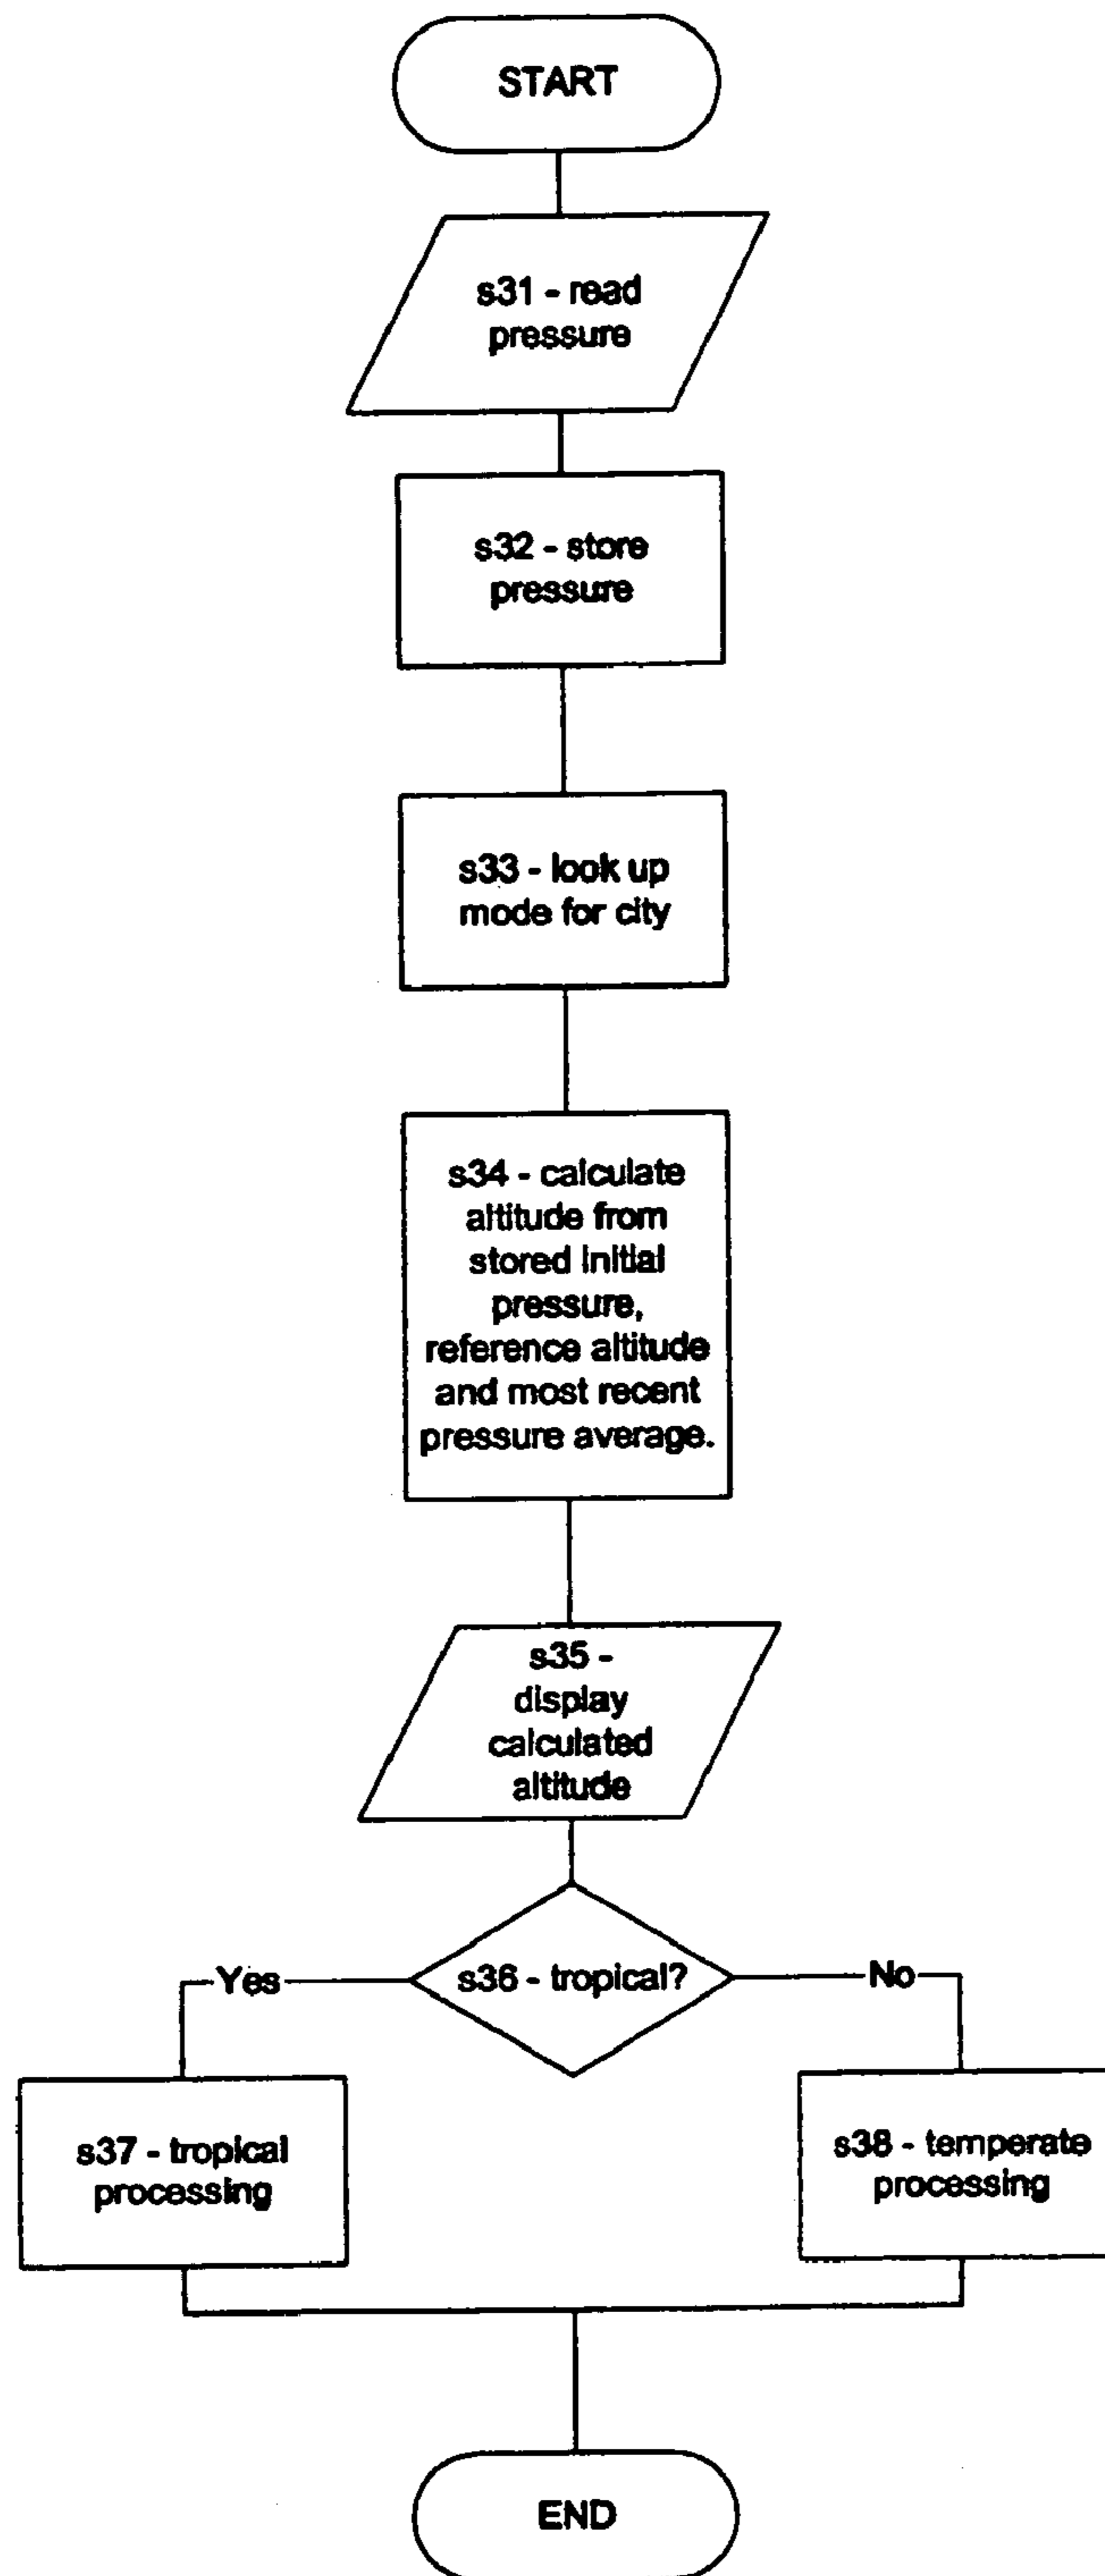 START
s31 - read
pressure
s32 - store
pressure
s33 - look up
mode for city
s34 - calculate
altitude from
stored initial
pressure,
reference altitude
and most recent
pressure average.
s35 -
display
calculated
altitude
s36 - tropical?
Yes
No
s37 - tropical
processing
s38 - temperate
processing
END